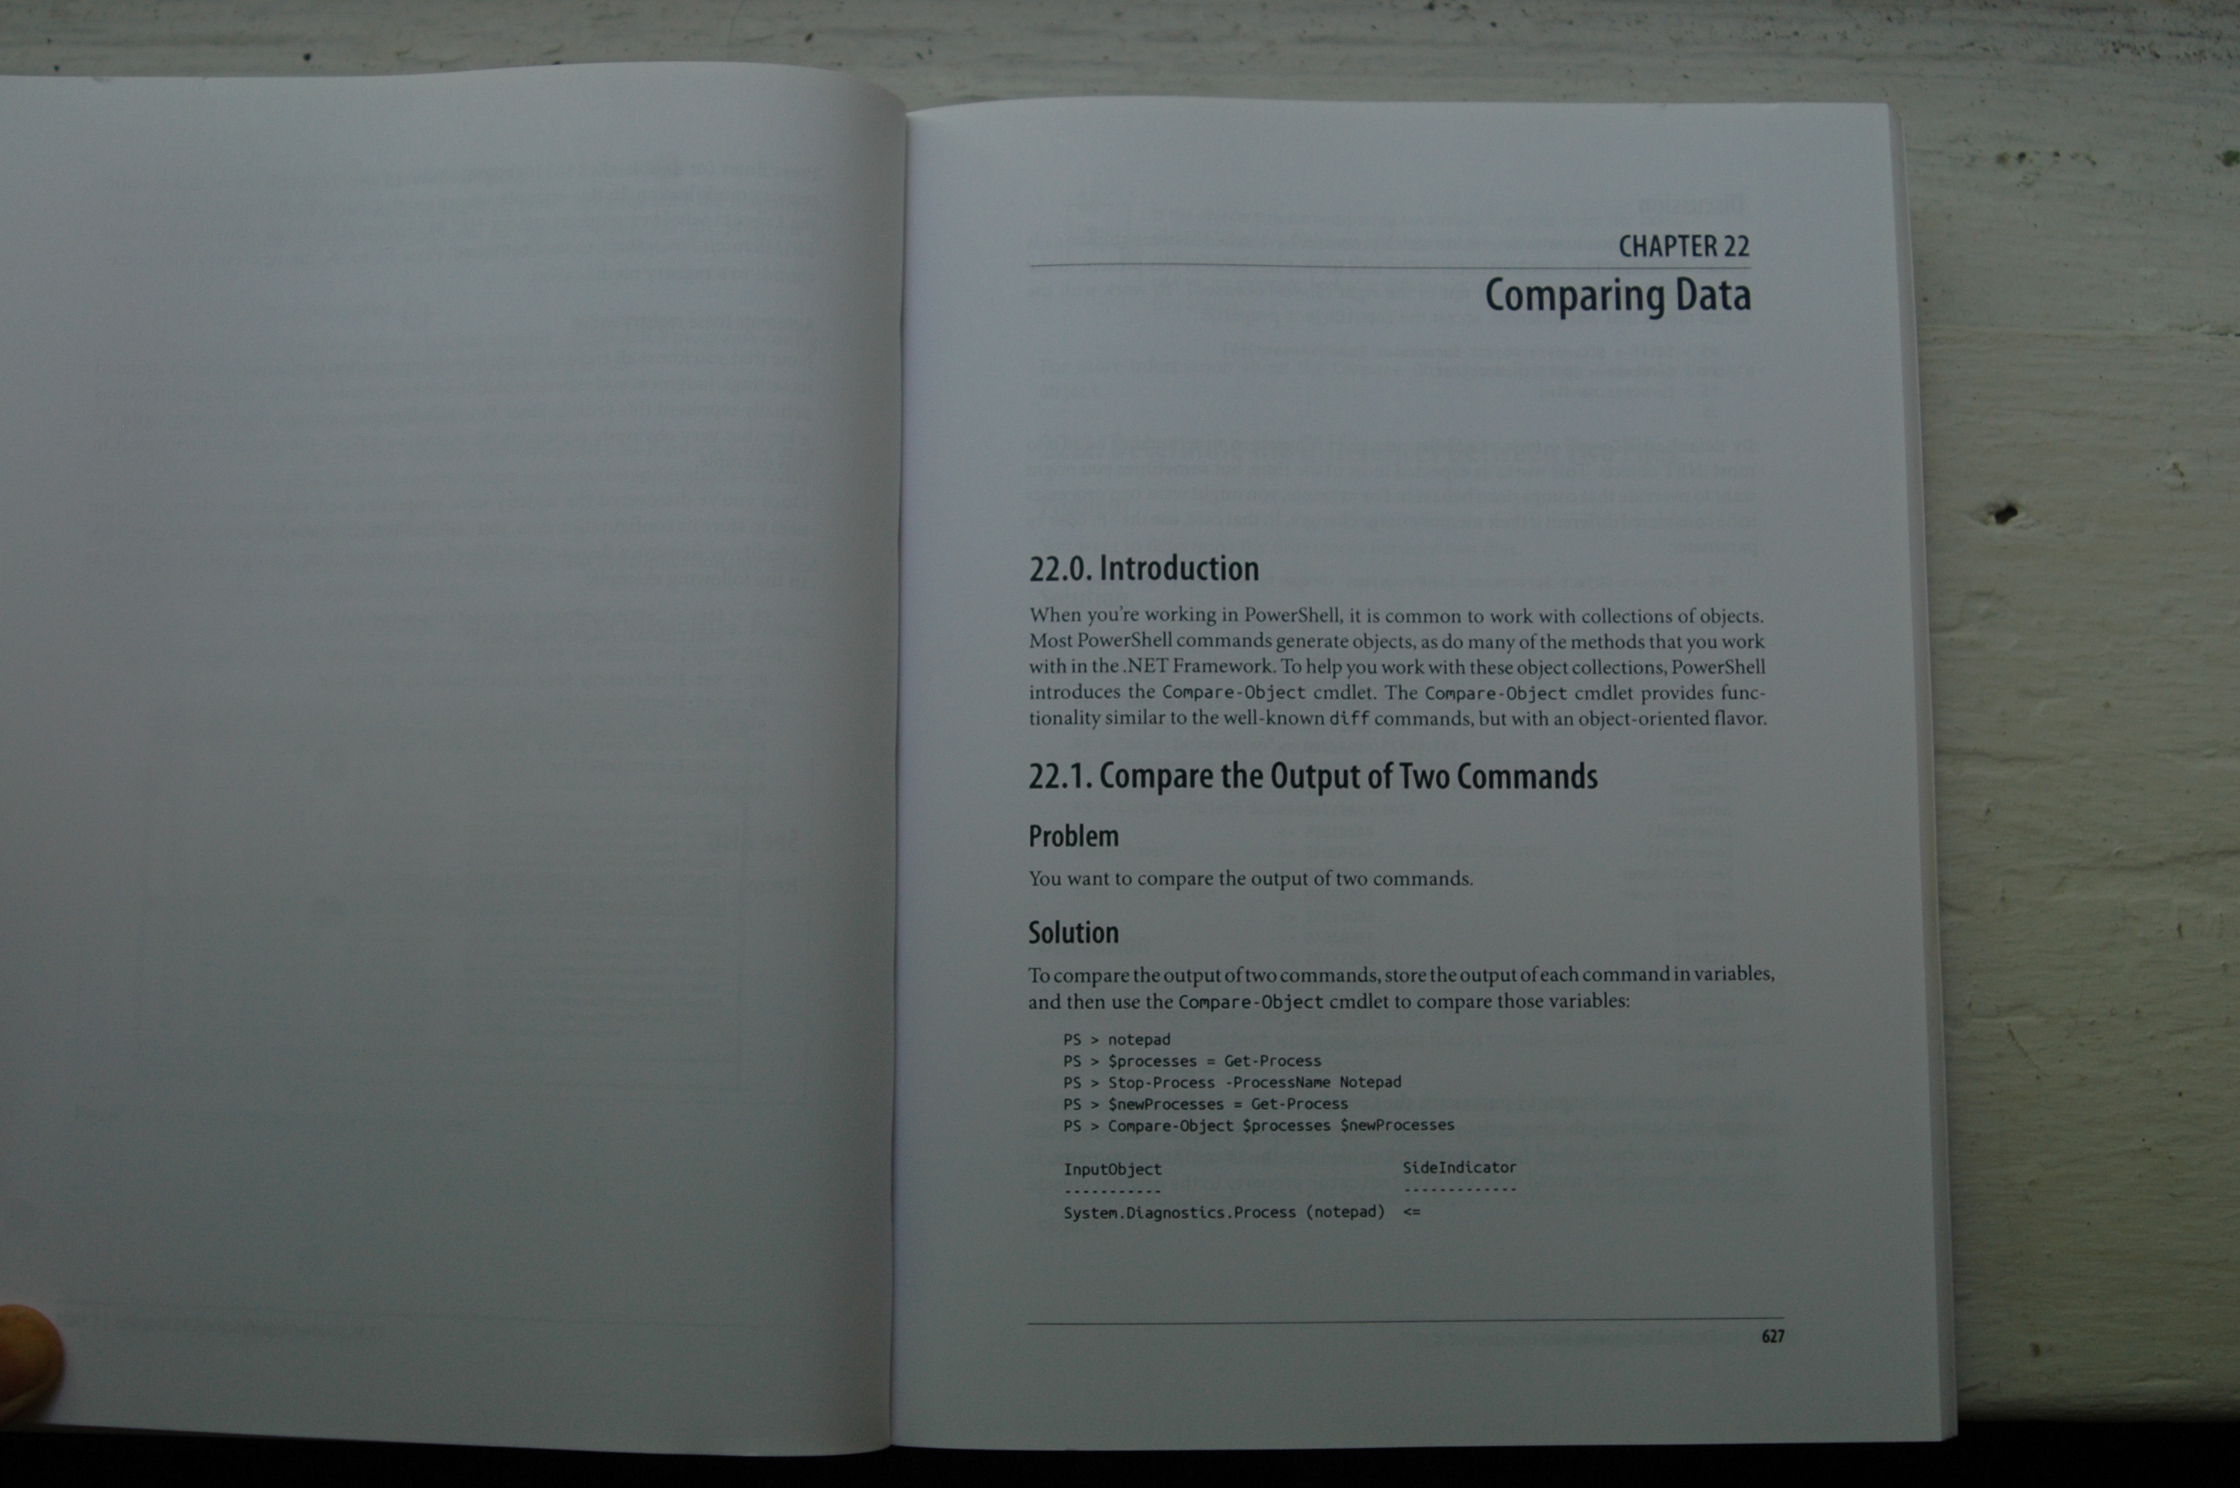 CHAPTER 22
Comparing Data
22.0. Introduction
When you're working in PowerShell, it is common to work with collections of objects.
Most PowerShell commands generate objects, as do many of the methods that you work
with in the .NET Framework. To help you work with these object collections, PowerShell
introduces the Compare-Object cmdlet. The Compare-Object cmdlet provides func-
tionality similar to the well-known diff commands, but with an object-oriented flavor.
22.1. Compare the Output of Two Commands
Problem
You want to compare the output of two commands.
Solution
To compare the output of two commands, store the output of each command in variables,
and then use the Compare-Object cmdlet to compare those variables:
PS > notepad
PS > $processes = Get-Process
PS > Stop-Process -ProcessName Notepad
PS > $newProcesses = Get-Process
PS > Compare-Object $processes $newProcesses
InputObject SideIndicator
----------- -------------
System.Diagnostics.Process (notepad) <=
627